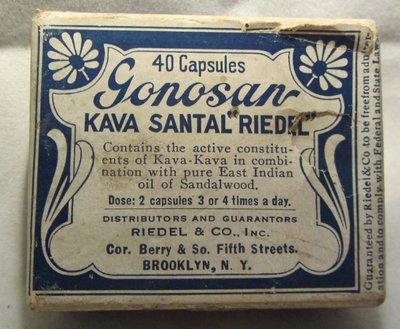 40 Capsules
Gonosan
KAVA SANTAL "RIEDEL"
Contains the active constitu-
ents of Kava-Kava in combi-
nation with pure East Indian
oil of Sandalwood.
Dose: 2 capsules 3 or 4 times a day.
DISTRIBUTORS AND GUARANTORS
RIEDEL & CO., INC.
Cor. Berry & So. Fifth Streets.
BROOKLYN, N. Y.
Guaranteed by Riedel & Co to be free from adulter-
ation and to comply with Federal and State Law